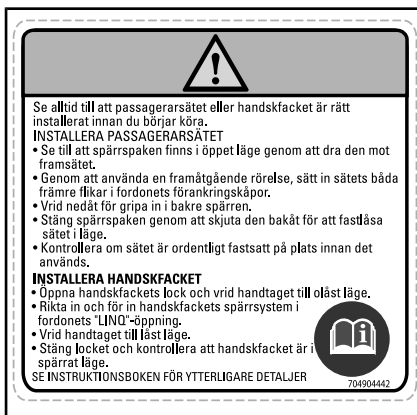 Se alltid till att passagerarsätet eller handskfacket är rätt
installerat innan du börjar köra.
INSTALLERA PASSAGERARSÄTET
• Se till att spärrspaken finns i öppet läge genom att dra den mot
framsätet.
• Genom att använda en framåtgående rörelse, sätt in sätets båda
främre flikar i fordonets förankringskåpor.
• Vrid nedåt för gripa in i bakre spärren.
• Stäng spärrspaken genom att skjuta den bakåt för att fastlåsa
sätet i läge.
• Kontrollera om sätet är ordentligt fastsatt på plats innan det
används.
INSTALLERA HANDSKFACKET
• Öppna handskfackets lock och vrid handtaget till olåst läge.
• Rikta in och för in handskfackets spärrsystem i
fordonets "LINQ"-öppning.
• Vrid handtaget till låst läge.
• Stäng locket och kontrollera att handskfacket är i
spärrat läge.
SE INSTRUKTIONSBOKEN FÖR YTTERLIGARE DETALJER
704904442